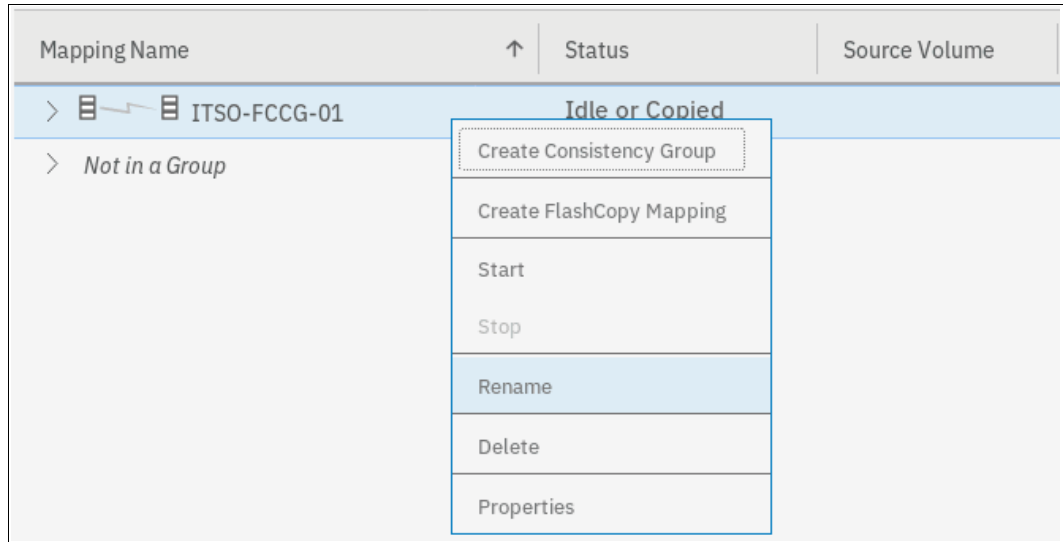 Mapping Name ↑ Status Source Volume
ITSO-FCCG-01 Idle or Copied
Not in a Group
Create Consistency Group
Create FlashCopy Mapping
Start
Stop
Rename
Delete
Properties